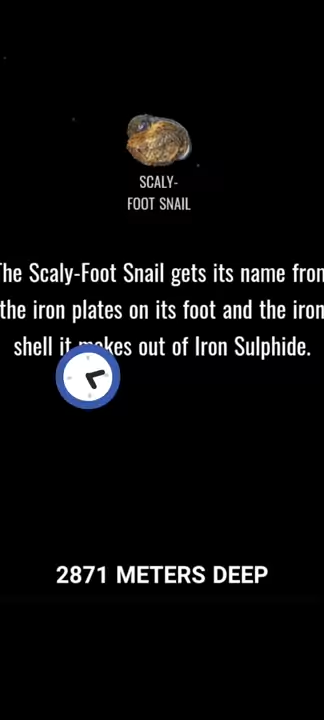 SCALY-
FOOT SNAIL
The Scaly-Foot Snail gets its name from
the iron plates on its foot and the iron
shell it makes out of Iron Sulphide.
2871 METERS DEEP